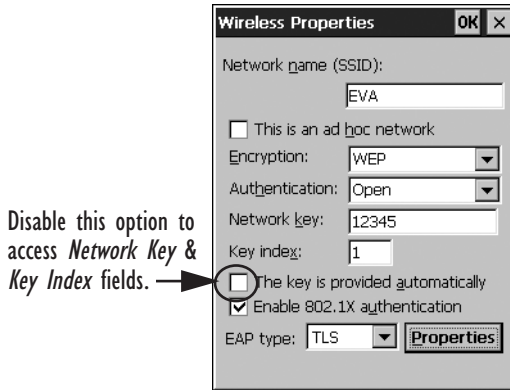 Wireless Properties OK ×
Network name (SSID):
EVA
This is an ad hoc network
Encryption: WEP
Authentication: Open
Network key: 12345
Key index: 1
The key is provided automatically
Enable 802.1X authentication
EAP type: TLS Properties
Disable this option to
access Network Key &
Key Index fields.